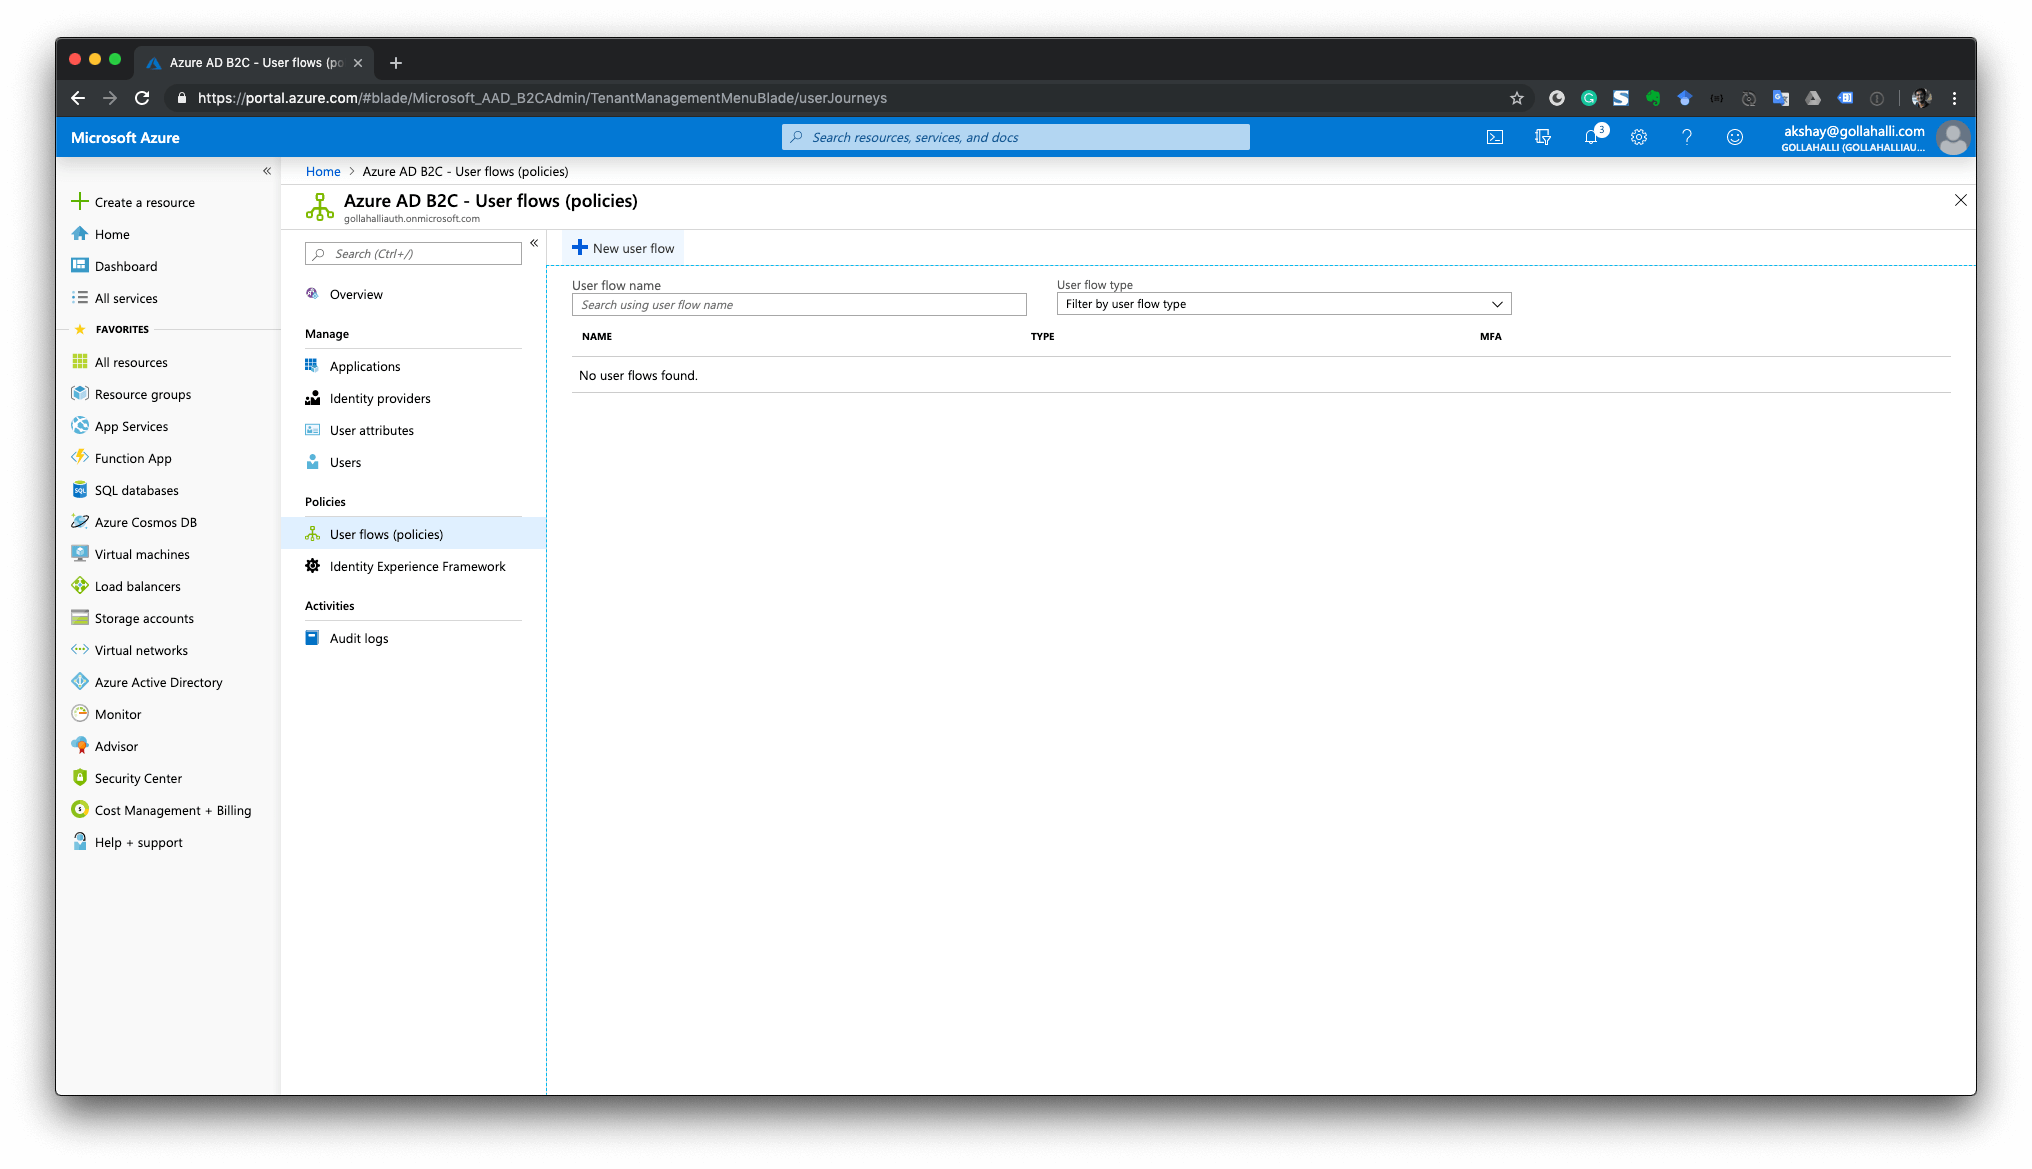 Azure AD B2C - User flows (po
https://portal.azure.com/#blade/Microsoft_AAD_B2CAdmin/TenantManagementMenuBlade/userJourneys
Microsoft Azure
Search resources, services, and docs
3
akshay@gollahalli.com
GOLLAHALLI (GOLLAHALLIAU...
Create a resource
Home
Dashboard
All services
FAVORITES
All resources
Resource groups
App Services
Function App
SQL databases
Azure Cosmos DB
Virtual machines
Load balancers
Storage accounts
Virtual networks
Azure Active Directory
Monitor
Advisor
Security Center
Cost Management + Billing
Help + support
Home > Azure AD B2C - User flows (policies)
Azure AD B2C - User flows (policies)
gollahalliauth.onmicrosoft.com
Search (Ctrl+/)
Overview
Manage
Applications
Identity providers
User attributes
Users
Policies
User flows (policies)
Identity Experience Framework
Activities
Audit logs
New user flow
User flow name
Search using user flow name
User flow type
Filter by user flow type
NAME TYPE MFA
No user flows found.